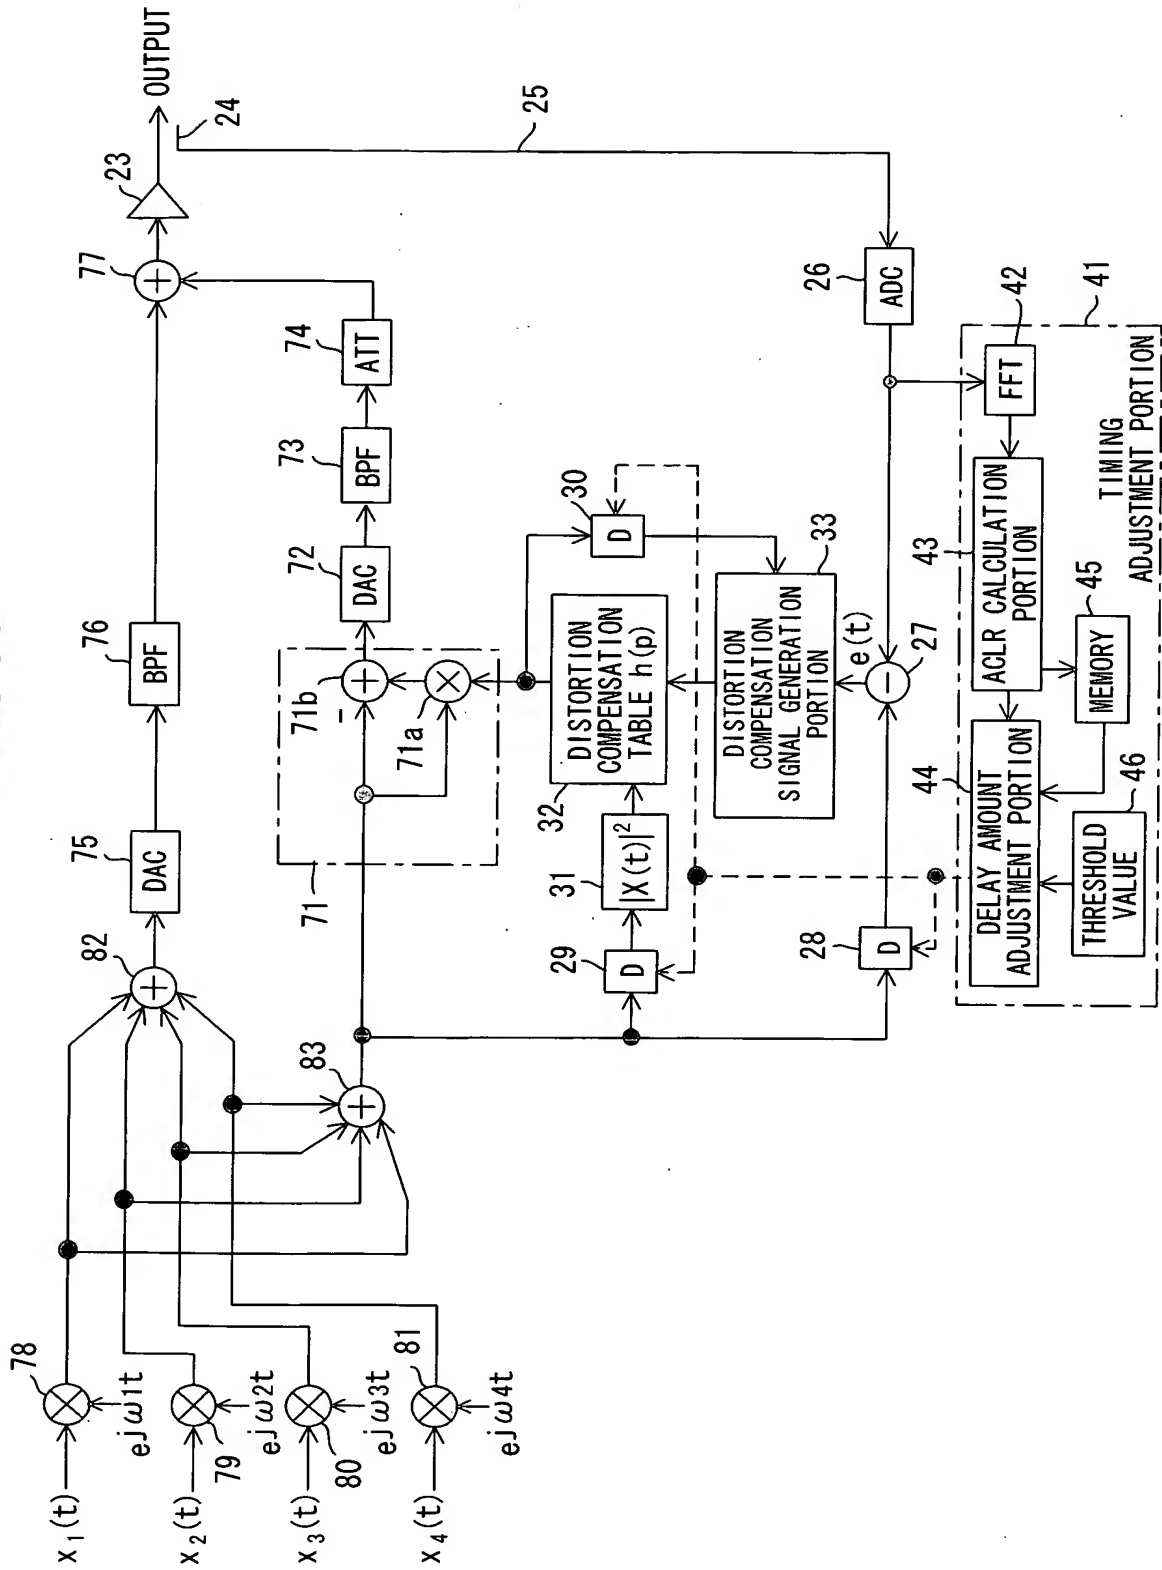 x1(t)
78
ejω1t
x2(t)
79
ejω2t
x3(t)
80
ejω3t
x4(t)
81
ejω4t
82
83
75
DAC
76
BPF
77
23
OUTPUT
24
25
71
71a
71b
−
72
DAC
73
BPF
74
ATT
29
D
31
|X(t)|2
32
DISTORTION
COMPENSATION
TABLE h(p)
30
D
33
DISTORTION
COMPENSATION
SIGNAL GENERATION
PORTION
e(t)
27
28
D
26
ADC
41
TIMING
ADJUSTMENT PORTION
42
FFT
43
ACLR CALCULATION
PORTION
44
DELAY AMOUNT
ADJUSTMENT PORTION
45
MEMORY
46
THRESHOLD
VALUE